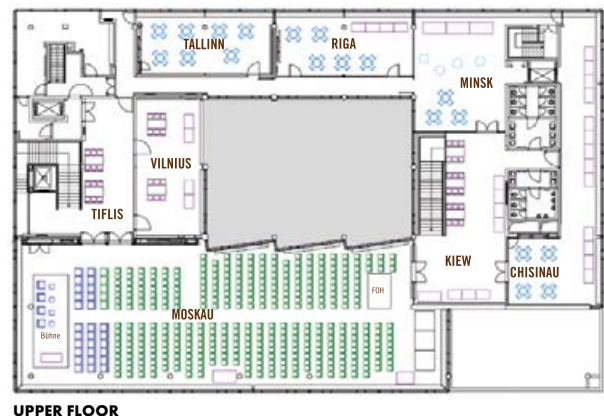 TALLINN
RIGA
MINSK
VILNIUS
TIFLIS
KIEW
CHISINAU
FOH
MOSKAU
Bühne
UPPER FLOOR